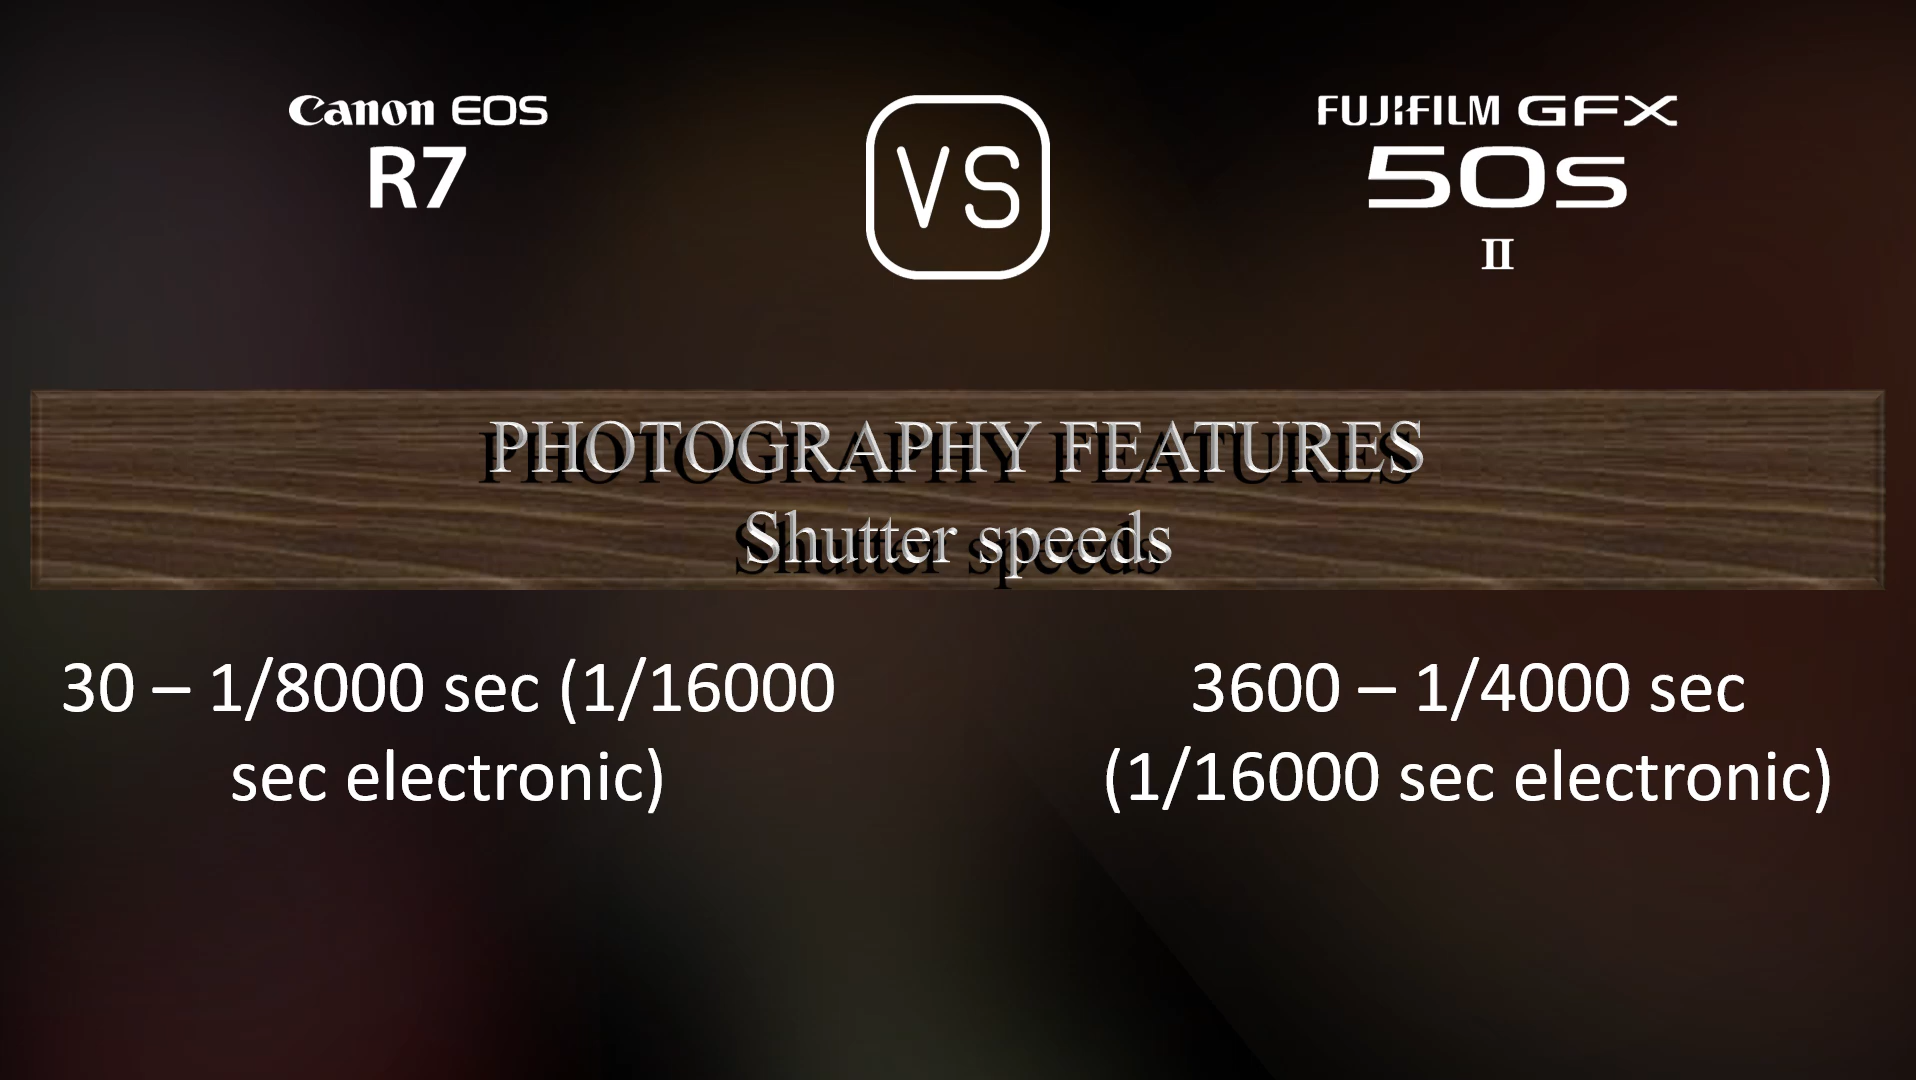 Canon EOS
R7
VS
FUJIFILM GFX
50S
II
PHOTOGRAPHY FEATURES
Shutter speeds
30 – 1/8000 sec (1/16000
sec electronic)
3600 – 1/4000 sec
(1/16000 sec electronic)